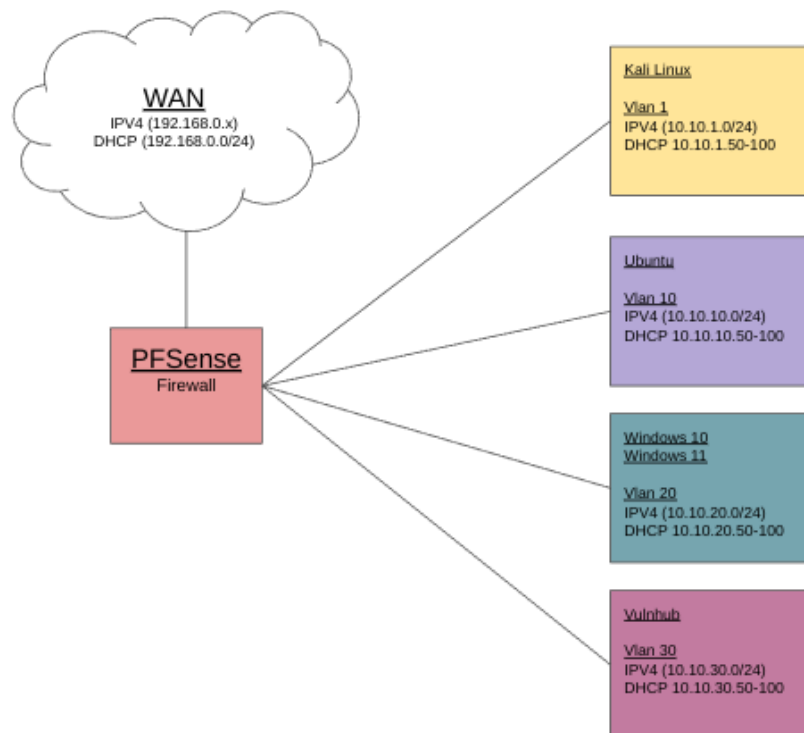 WAN
IPV4 (192.168.0.x)
DHCP (192.168.0.0/24)
PFSense
Firewall
Kali Linux
Vlan 1
IPV4 (10.10.1.0/24)
DHCP 10.10.1.50-100
Ubuntu
Vlan 10
IPV4 (10.10.10.0/24)
DHCP 10.10.10.50-100
Windows 10
Windows 11
Vlan 20
IPV4 (10.10.20.0/24)
DHCP 10.10.20.50-100
Vulnhub
Vlan 30
IPV4 (10.10.30.0/24)
DHCP 10.10.30.50-100